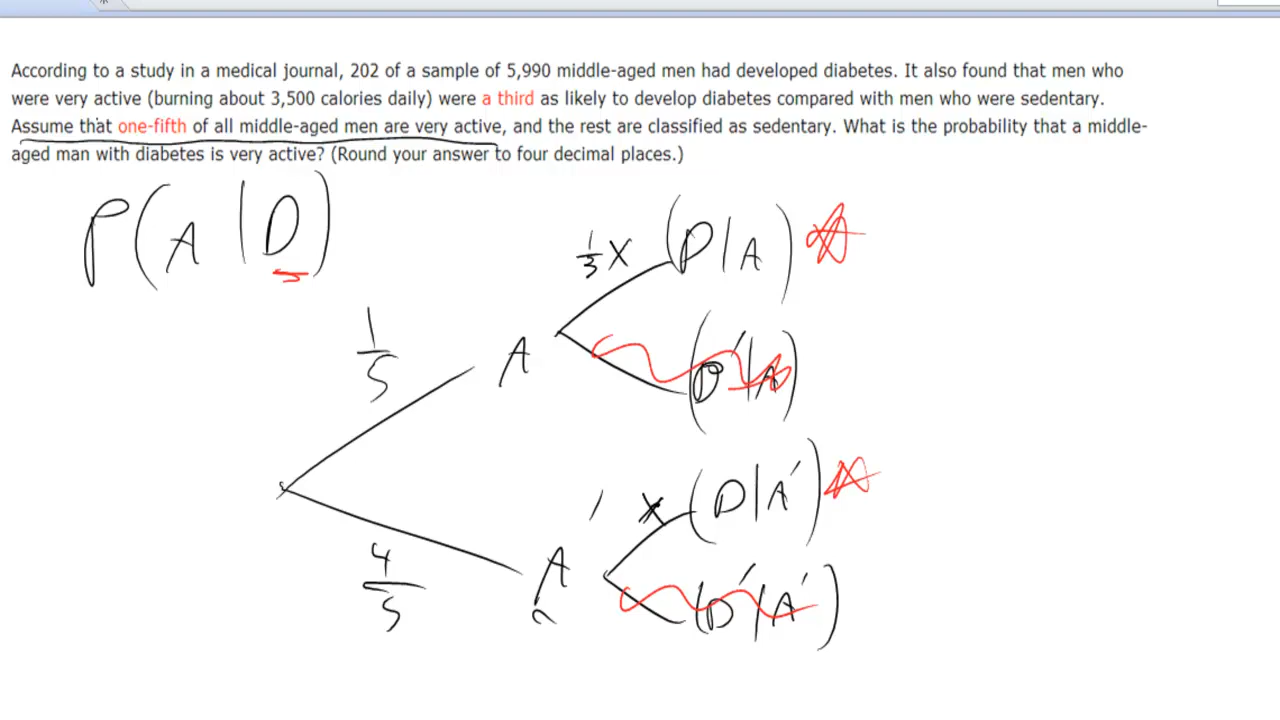 According to a study in a medical journal, 202 of a sample of 5,990 middle-aged men had developed diabetes. It also found that men who
were very active (burning about 3,500 calories daily) were a third as likely to develop diabetes compared with men who were sedentary.
Assume that one-fifth of all middle-aged men are very active, and the rest are classified as sedentary. What is the probability that a middle-
aged man with diabetes is very active? (Round your answer to four decimal places.)
P(A | D)
1/3 X (D | A)
1/5 A
(D' | A)
X (D | A')
4/5 A'
(D' | A')